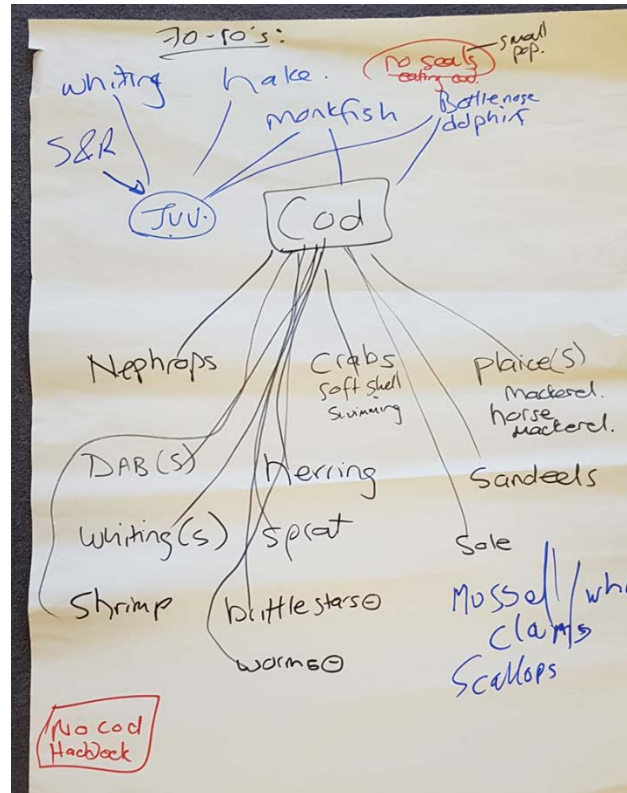 70-80's:
small
pop.
no seals
eating cod.
whiting
hake.
monkfish
Bottlenose
S&R
Juv.
Cod
Nephrops
Crabs
soft shell
Swimming
Plaice(s)
Mackerel.
horse
Mackerel.
DAB(S)
herring
Sandeels
Whiting(s)
sprat
Sole
Shrimp
brittlestars
worms
Mussel/
clams
Scallops
No Cod
Haddock